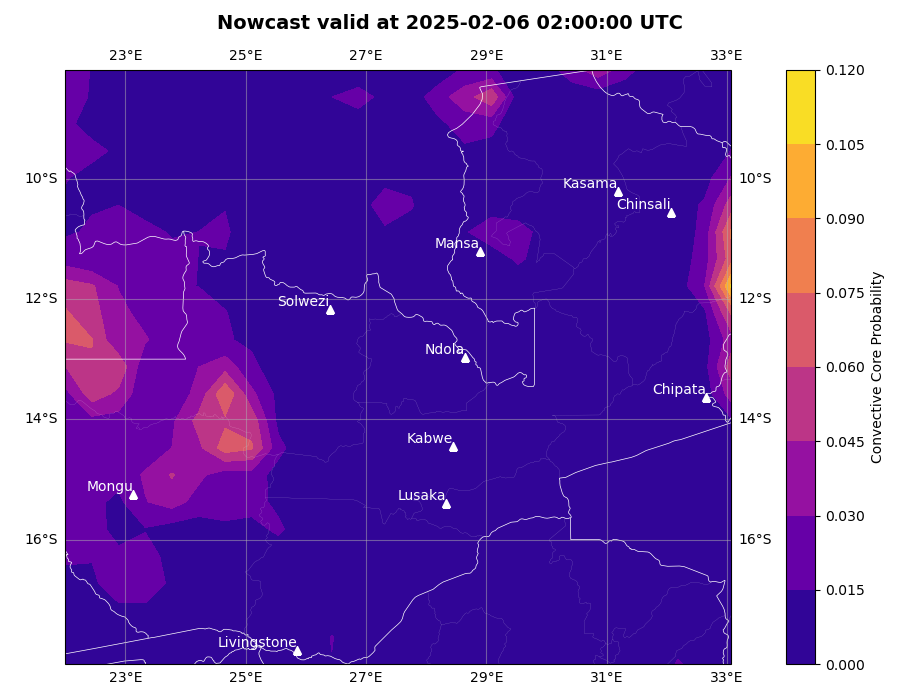 Nowcast valid at 2025-02-06 02:00:00 UTC
23°E 25°E 27°E 29°E 31°E 33°E
0.120
0.105
10°S 10°S
Kasama
Chinsali
0.090
Mansa
12°S 12°S
Solwezi
0.075
Ndola
0.060
Chipata
14°S 14°S
Kabwe
0.045
Mongu
Lusaka
0.030
16°S 16°S
0.015
Livingstone
0.000
23°E 25°E 27°E 29°E 31°E 33°E
Convective Core Probability